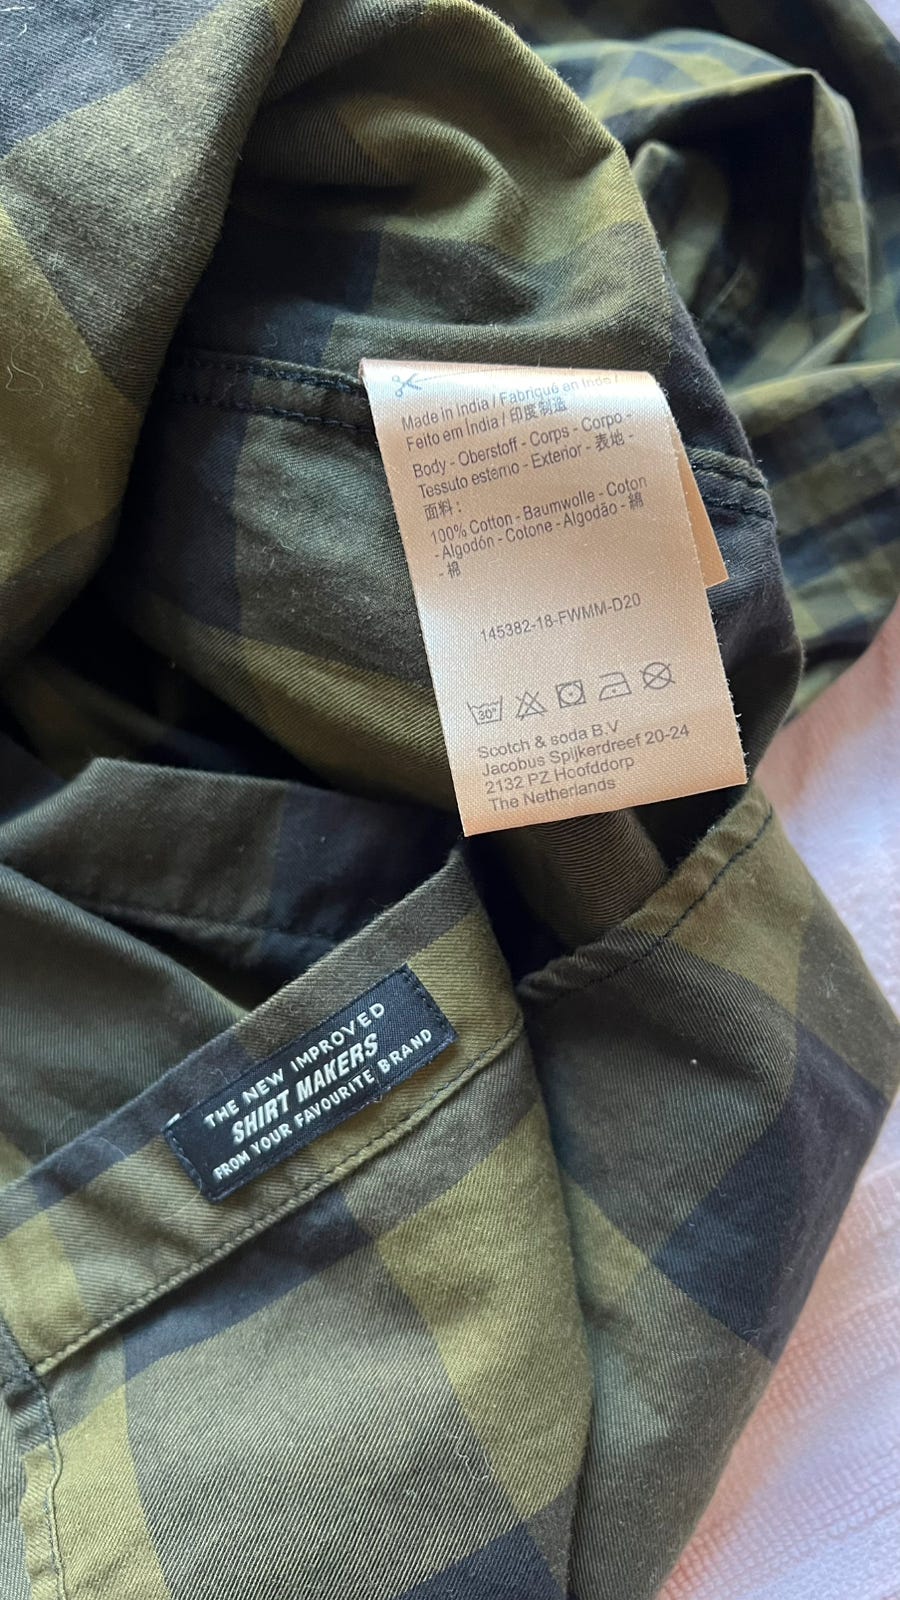 Made in India / Fabriqué en Inde /
Feito em Índia / 印度制造
Body - Oberstoff - Corps - Corpo -
Tessuto esterno - Exterior - 表地 -
面料 :
100% Cotton - Baumwolle - Coton
- Algodón - Cotone - Algodão - 綿
- 棉
145382-18-FWMM-D20
30°
Scotch & soda B.V
Jacobus Spijkerdreef 20-24
2132 PZ Hoofddorp
The Netherlands
THE NEW IMPROVED
SHIRT MAKERS
FROM YOUR FAVOURITE BRAND